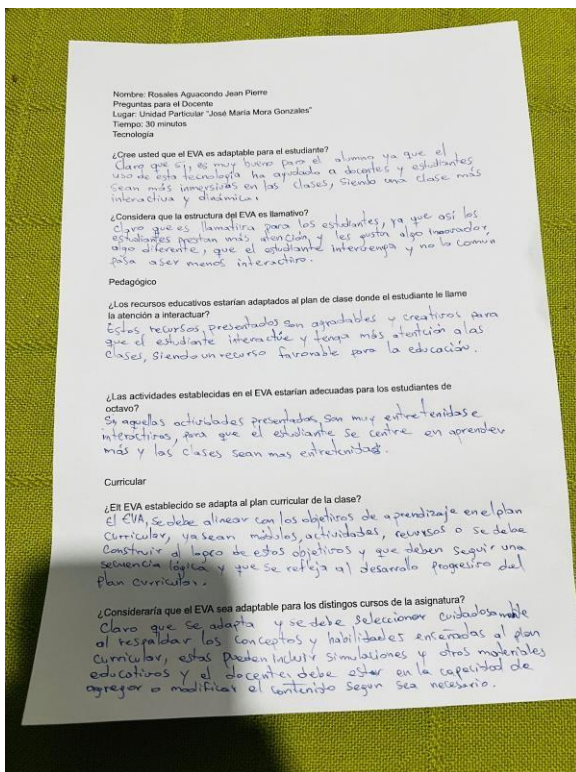 Nombre: Rosales Aguacondo Jean Pierre
Preguntas para el Docente
Lugar: Unidad Particular "José María Mora Gonzales"
Tiempo: 30 minutos
Tecnología
¿Cree usted que el EVA es adaptable para el estudiante?
Claro que si, es muy bueno para el alumno ya que el
uso de esta tecnología ha ayudado a docentes y estudiantes
sean más inmersivas en las clases, siendo una clase más
interactiva y dinámica.
¿Considera que la estructura del EVA es llamativo?
Claro que es llamativa para los estudiantes, ya que así los
estudiantes prestan más atención, y les gustan algo innovador,
algo diferente, que el estudiante intervenga y no lo comun
pasa a ser menos interactivo.
Pedagógico
¿Los recursos educativos estarían adaptados al plan de clase donde el estudiante le llame
la atención a interactuar?
Estos recursos presentados son agradables y creativos para
que el estudiante interactúe y tenga más atención a las
clases, siendo un recurso favorable para la educación.
¿Las actividades establecidas en el EVA estarían adecuadas para los estudiantes de
octavo?
aquellas actividades presentadas, son muy entretenidas e
interactivas, para que el estudiante se centre en aprender
más y las clases sean mas entretenidas.
Curricular
¿Elt EVA establecido se adapta al plan curricular de la clase?
El EVA, se debe alinear con los objetivos de aprendizaje en el plan
Curricular, ya sean módulos, actividades, recursos o se debe
construir al logro de estos objetivos y que deben seguir una
secuencia lógica y que se refleja al desarrollo progresivo del
Plan curricular.
¿Consideraría que el EVA sea adaptable para los distingos cursos de la asignatura?
Claro que se adapta y se debe seleccionar cuidadosamente
al respaldar los conceptos y habilidades enseñadas al plan
curricular, estas pueden incluir simulaciones y otros materiales
educativos y el docente, debe estar en la capacidad de
agregar o modificar el contenido segun sea necesario.